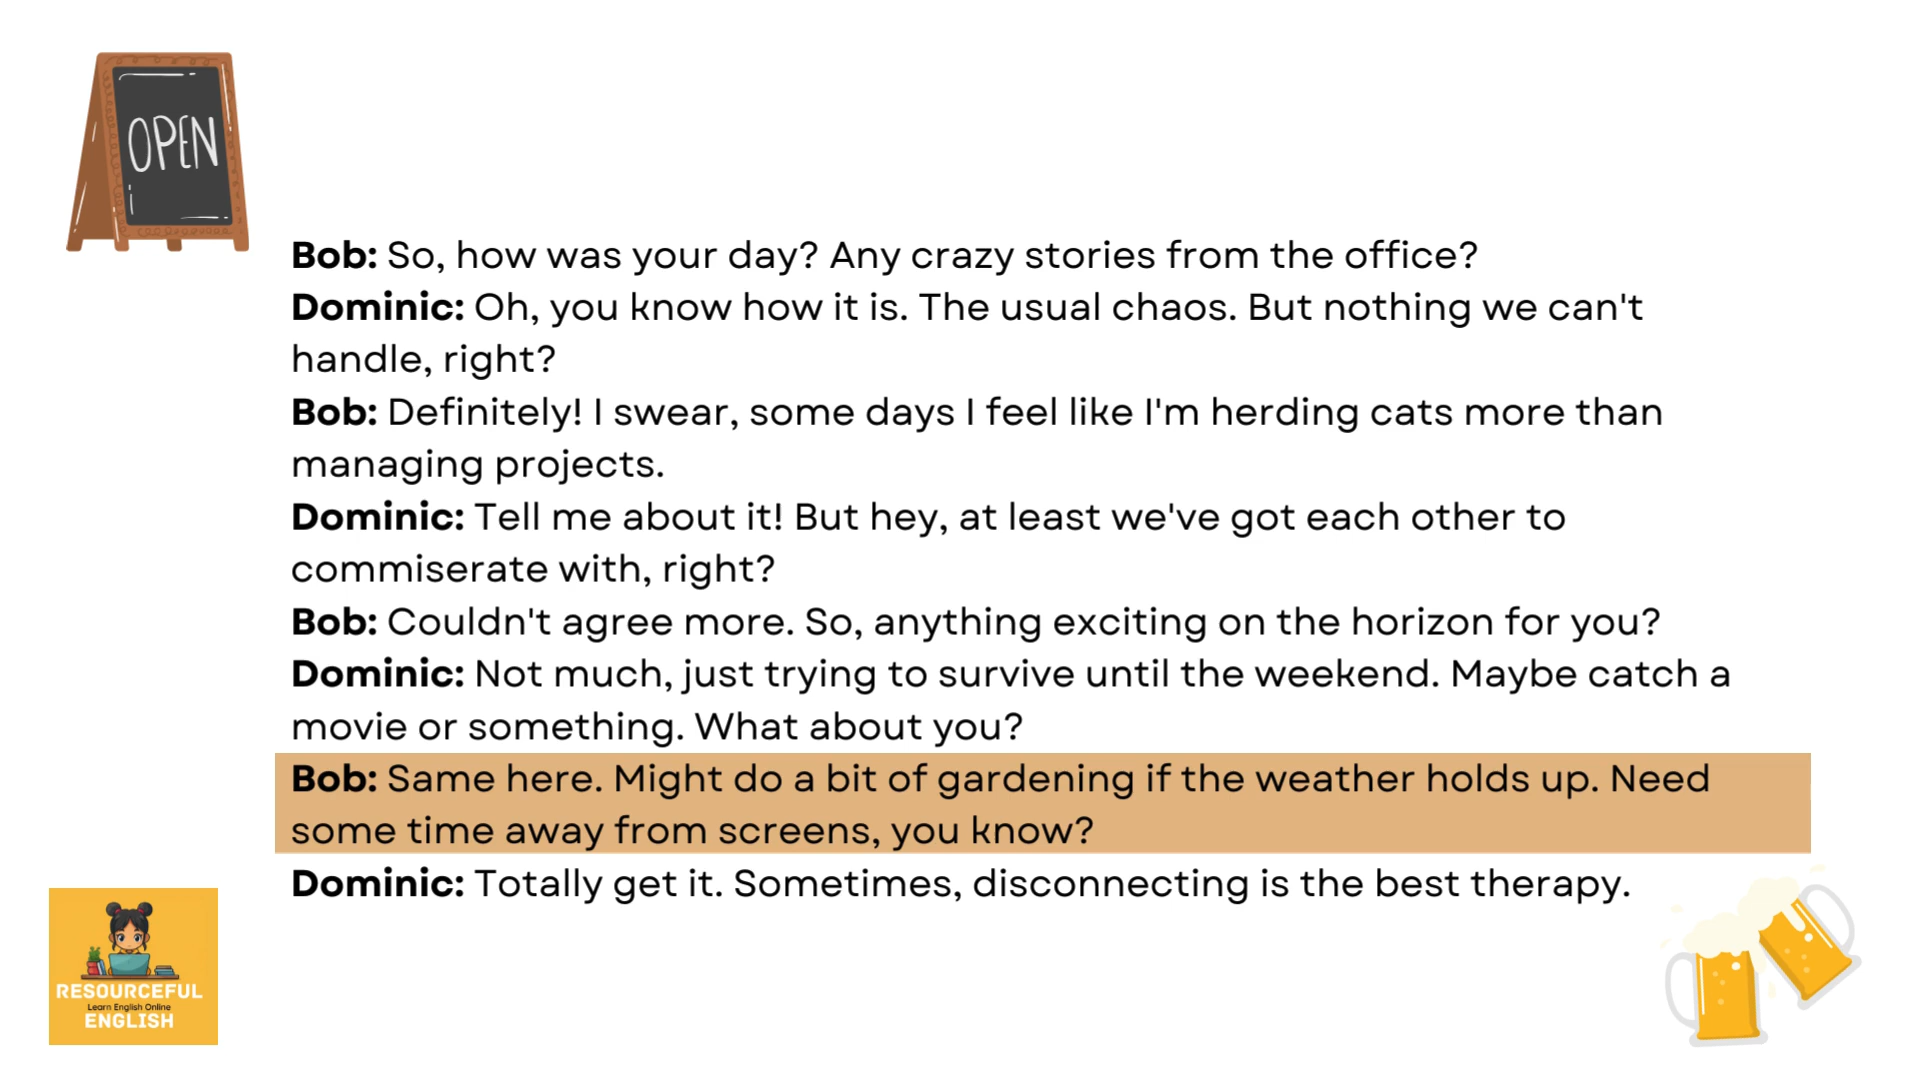 OPEN
Bob: So, how was your day? Any crazy stories from the office?
Dominic: Oh, you know how it is. The usual chaos. But nothing we can't
handle, right?
Bob: Definitely! I swear, some days I feel like I'm herding cats more than
managing projects.
Dominic: Tell me about it! But hey, at least we've got each other to
commiserate with, right?
Bob: Couldn't agree more. So, anything exciting on the horizon for you?
Dominic: Not much, just trying to survive until the weekend. Maybe catch a
movie or something. What about you?
Bob: Same here. Might do a bit of gardening if the weather holds up. Need
some time away from screens, you know?
Dominic: Totally get it. Sometimes, disconnecting is the best therapy.
RESOURCEFUL
Learn English Online
ENGLISH